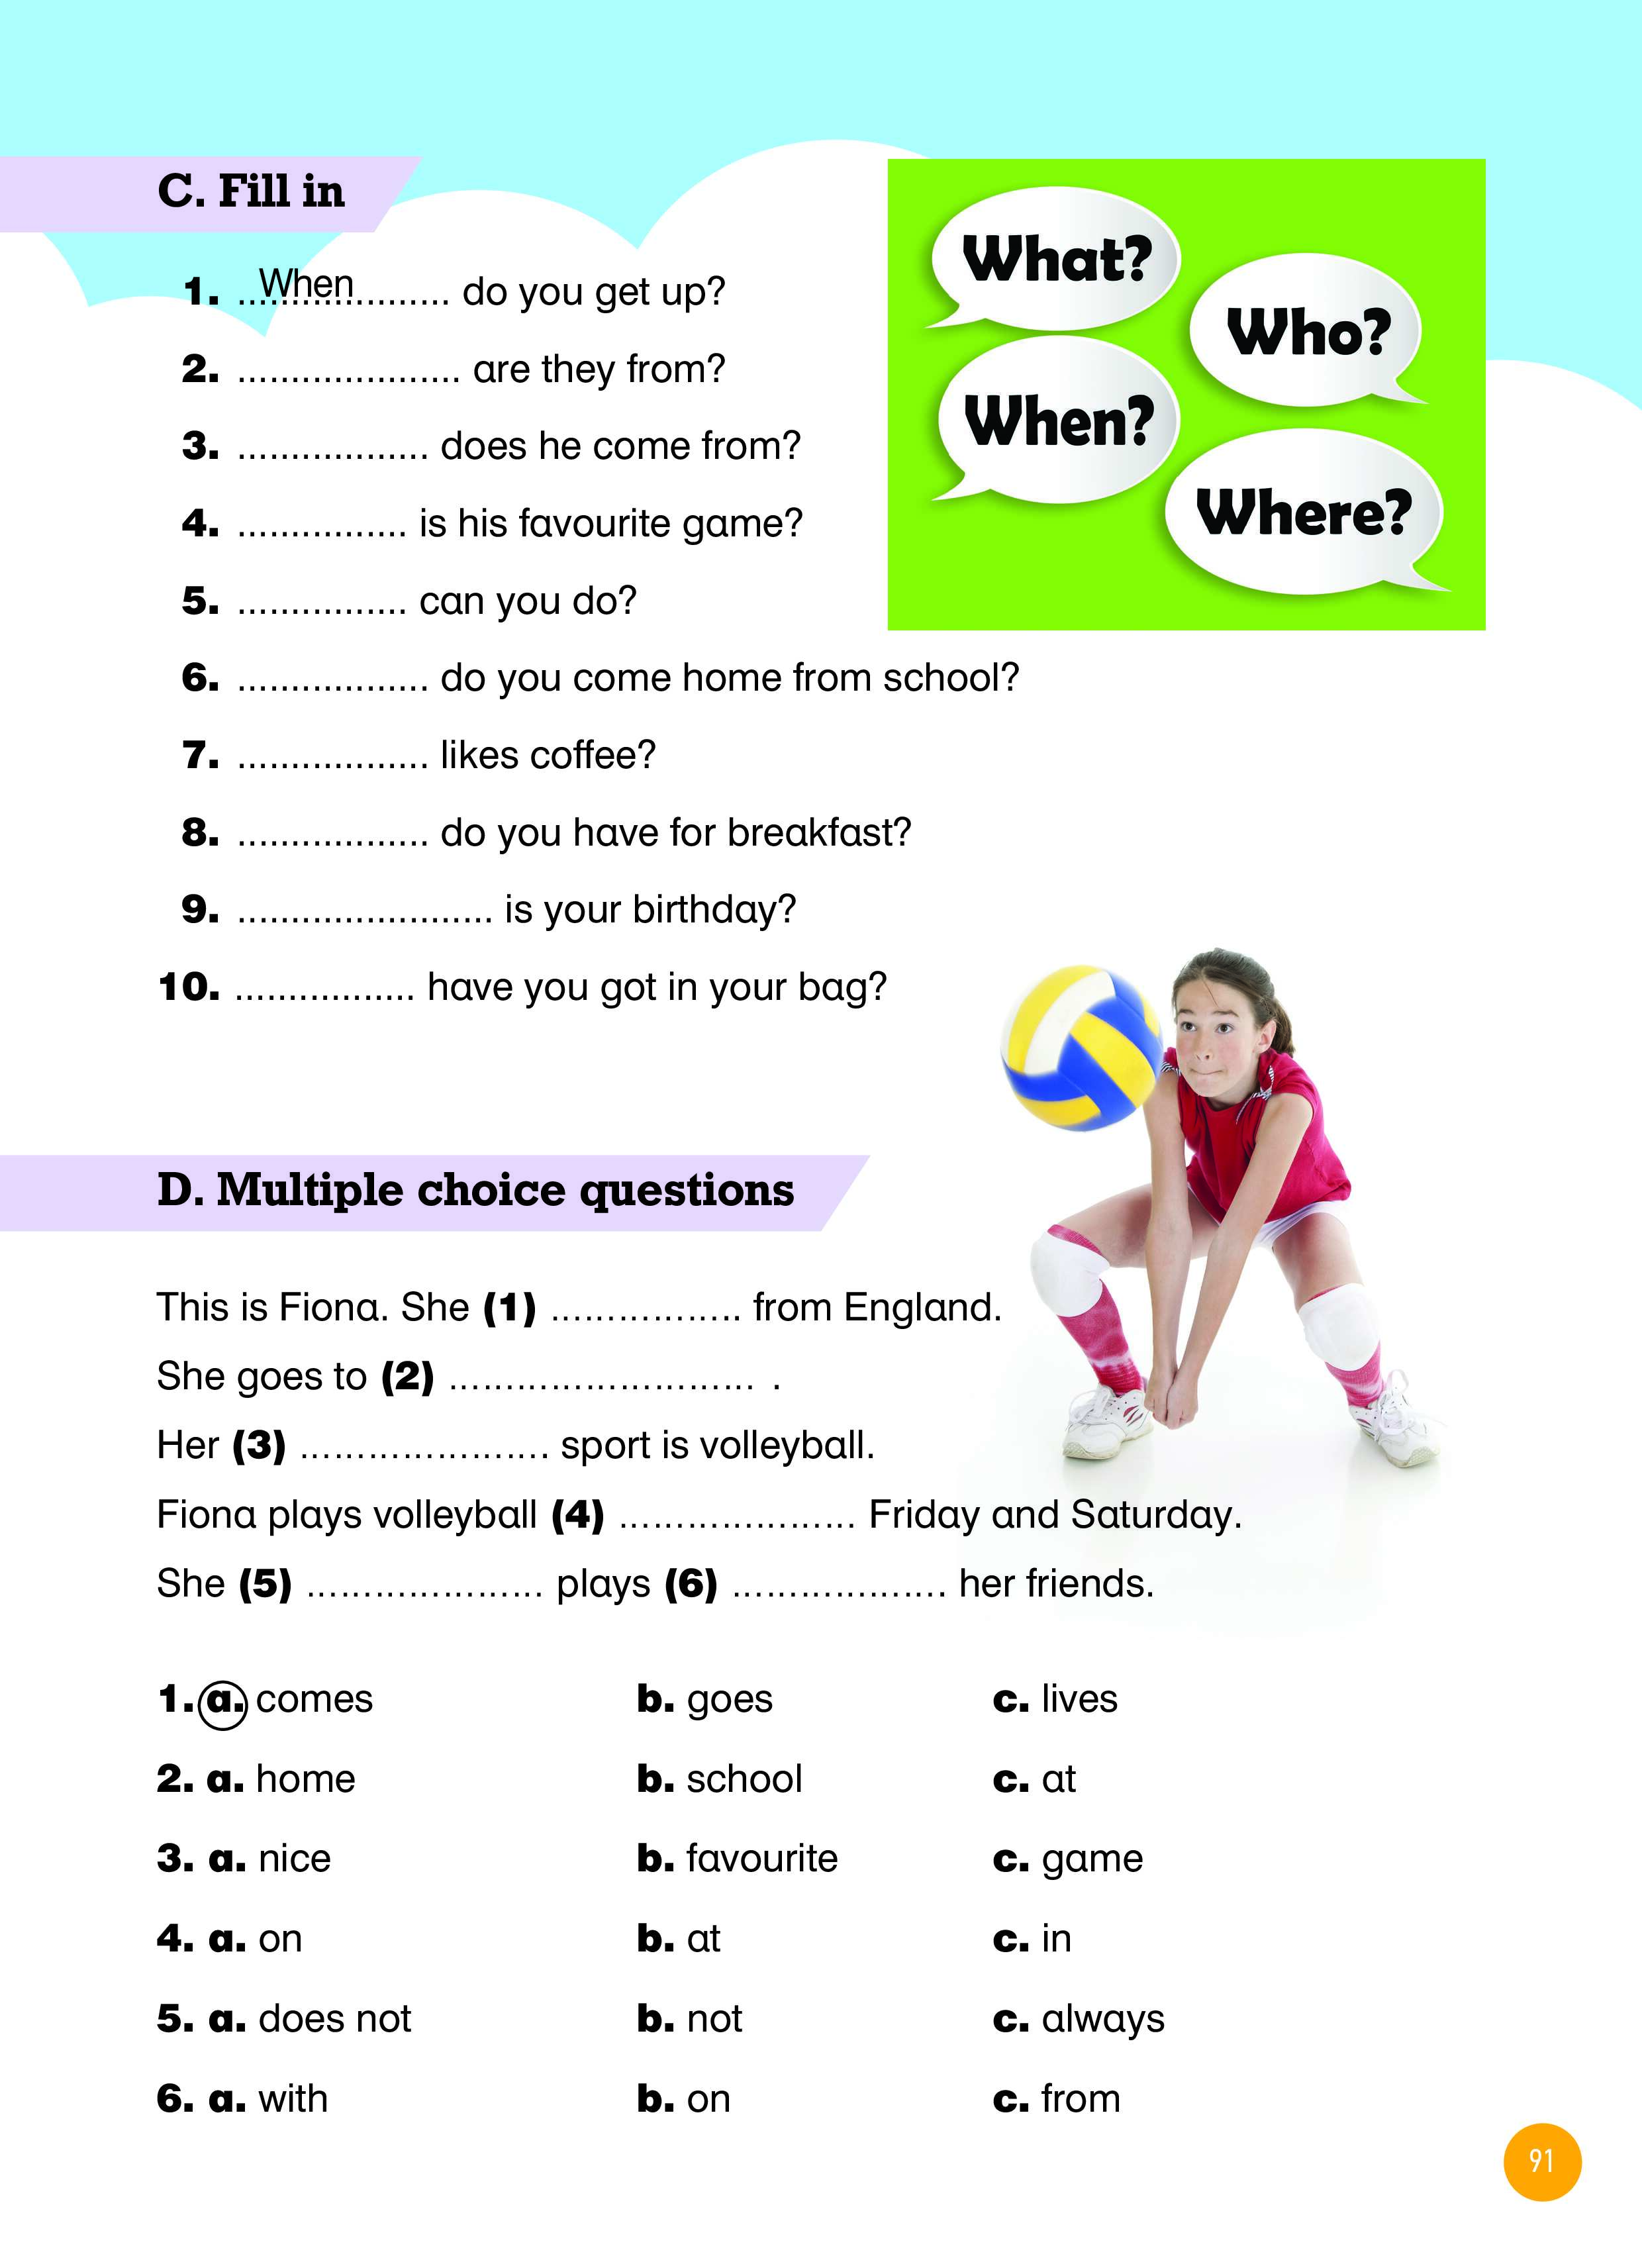 C. Fill in
What?
Who?
When?
Where?
1. ....When............ do you get up?
2. ..................... are they from?
3. .................. does he come from?
4. ................ is his favourite game?
5. ................ can you do?
6. .................. do you come home from school?
7. .................. likes coffee?
8. .................. do you have for breakfast?
9. ........................ is your birthday?
10. ................. have you got in your bag?
D. Multiple choice questions
This is Fiona. She (1) ................. from England.
She goes to (2) ........................... .
Her (3) ...................... sport is volleyball.
Fiona plays volleyball (4) ..................... Friday and Saturday.
She (5) ..................... plays (6) ................... her friends.
1. a. comes b. goes c. lives
2. a. home b. school c. at
3. a. nice b. favourite c. game
4. a. on b. at c. in
5. a. does not b. not c. always
6. a. with b. on c. from
91